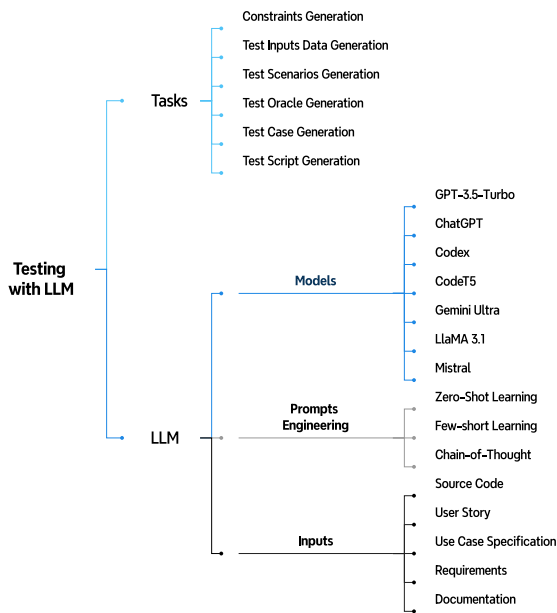 Constraints Generation
Test Inputs Data Generation
Test Scenarios Generation
Tasks
Test Oracle Generation
Test Case Generation
Test Script Generation
Testing
with LLM
GPT-3.5-Turbo
ChatGPT
Codex
Models
CodeT5
Gemini Ultra
LlaMA 3.1
Mistral
LLM
Prompts
Engineering
Zero-Shot Learning
Few-short Learning
Chain-of-Thought
Source Code
User Story
Inputs
Use Case Specification
Requirements
Documentation